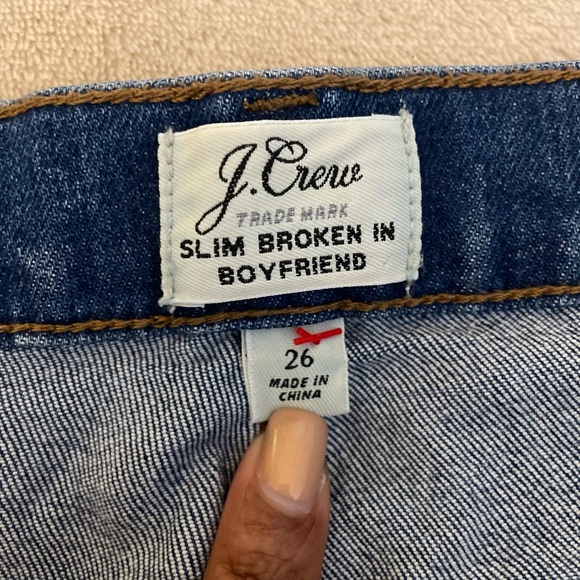 J.Crew
TRADE MARK
SLIM BROKEN IN
BOYFRIEND
26
MADE IN
CHINA